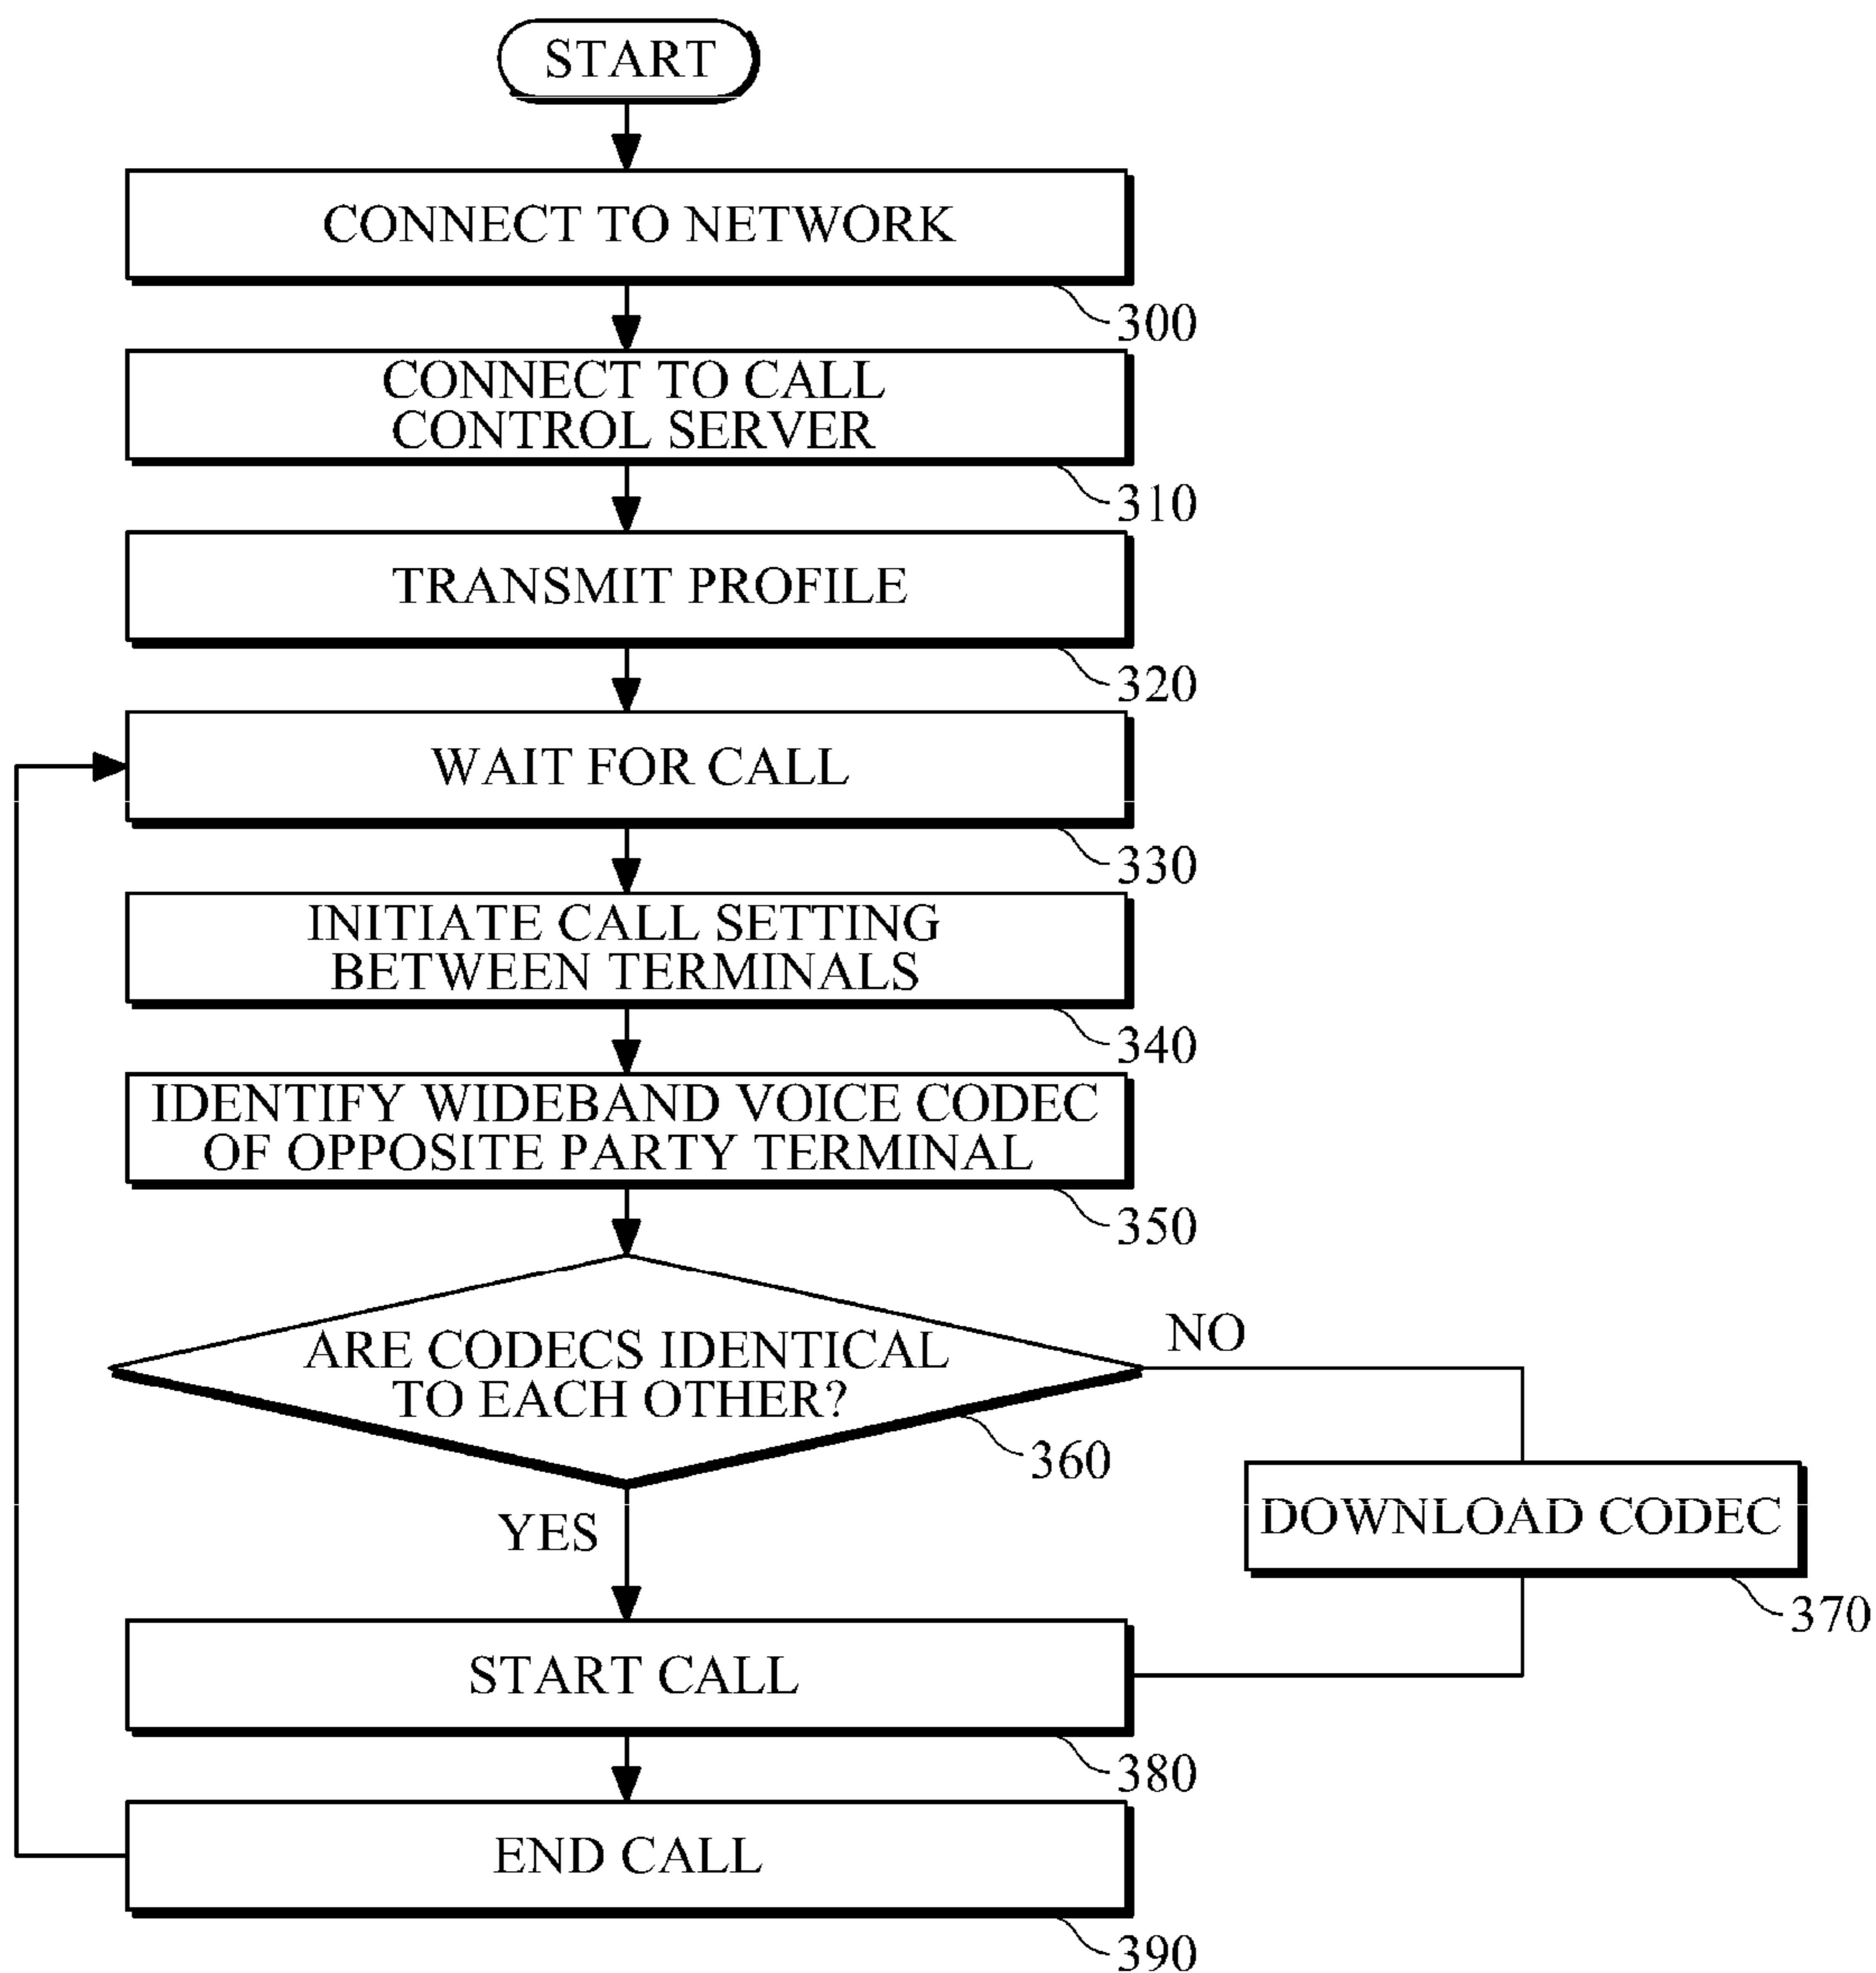 START
CONNECT TO NETWORK
300
CONNECT TO CALL
CONTROL SERVER
310
TRANSMIT PROFILE
320
WAIT FOR CALL
330
INITIATE CALL SETTING
BETWEEN TERMINALS
340
IDENTIFY WIDEBAND VOICE CODEC
OF OPPOSITE PARTY TERMINAL
350
ARE CODECS IDENTICAL
TO EACH OTHER?
360
NO
YES
DOWNLOAD CODEC
370
START CALL
380
END CALL
390